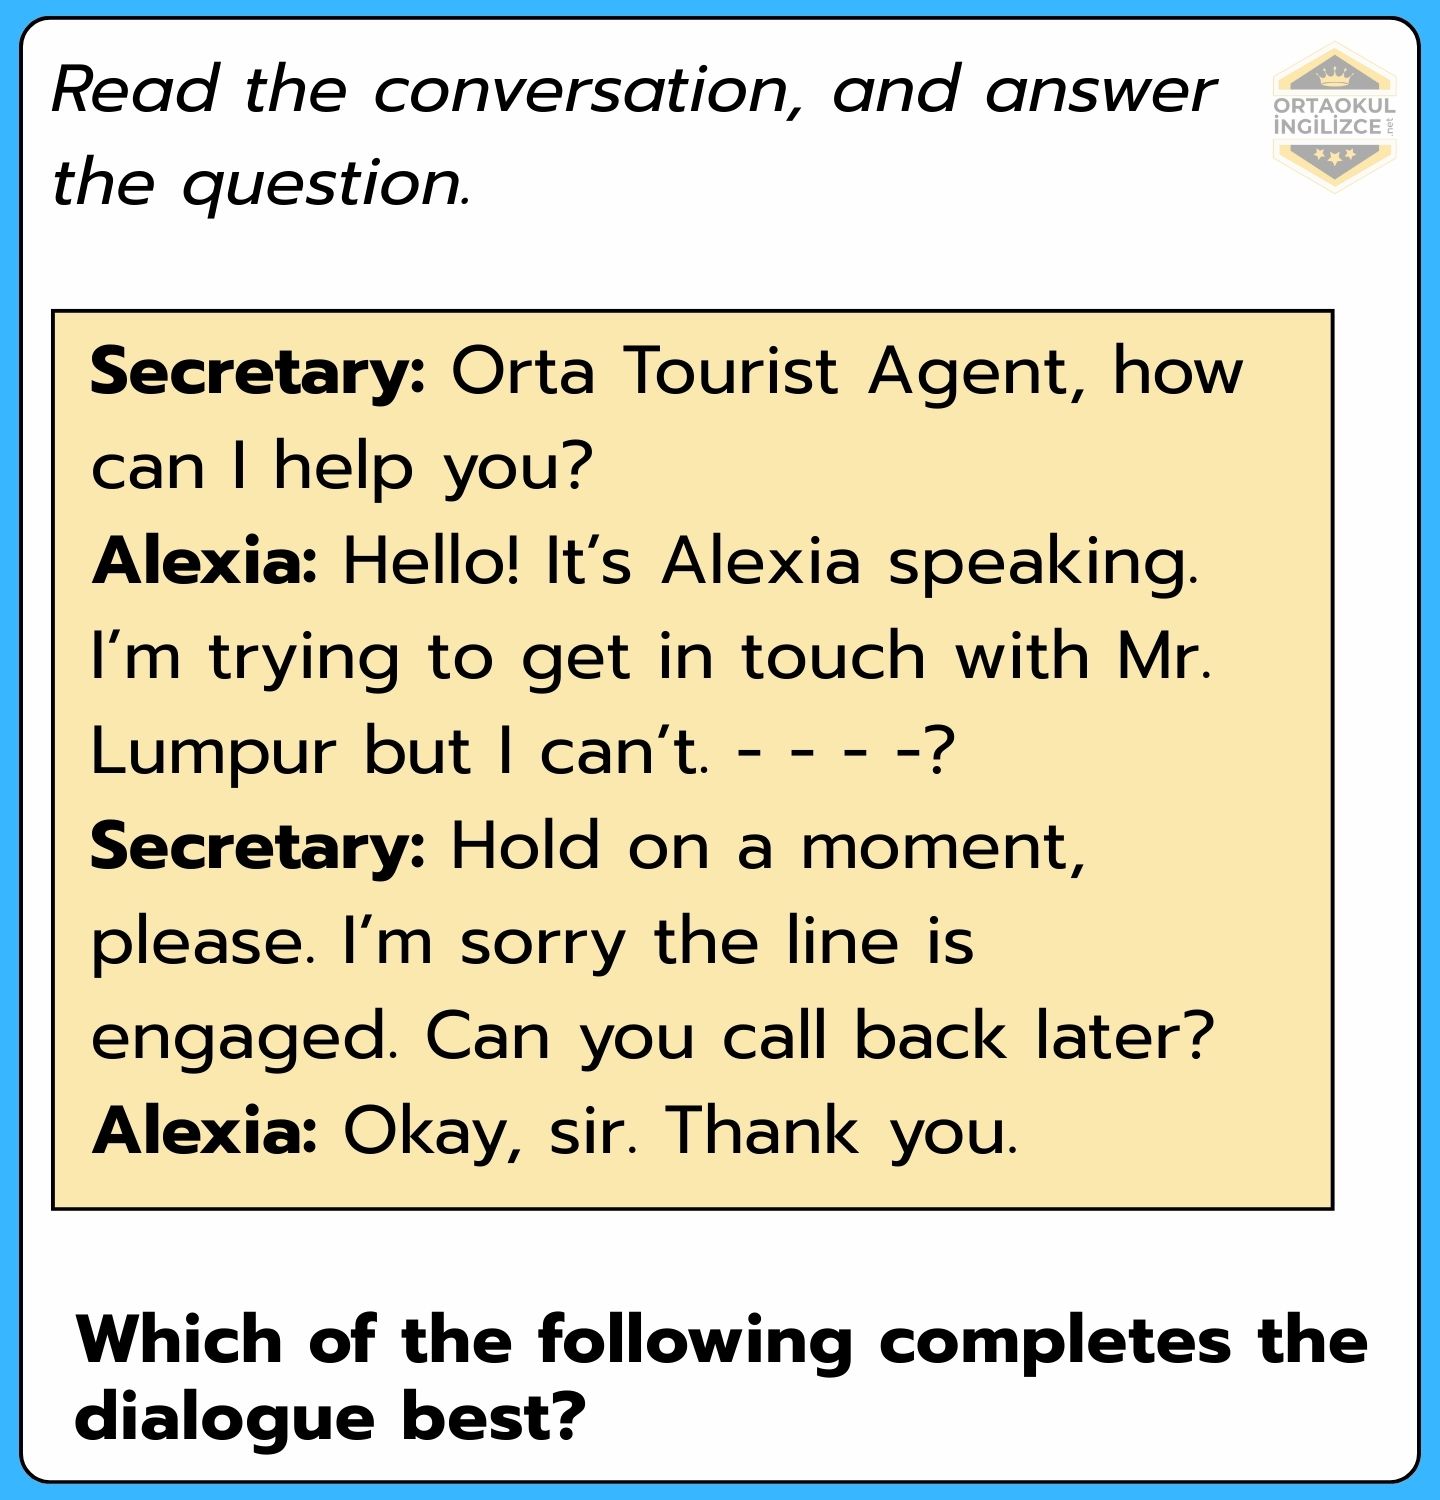 Read the conversation, and answer
the question.
ORTAOKUL
İNGİLİZCE
.net
Secretary: Orta Tourist Agent, how
can I help you?
Alexia: Hello! It’s Alexia speaking.
I’m trying to get in touch with Mr.
Lumpur but I can’t. - - - -?
Secretary: Hold on a moment,
please. I’m sorry the line is
engaged. Can you call back later?
Alexia: Okay, sir. Thank you.
Which of the following completes the
dialogue best?